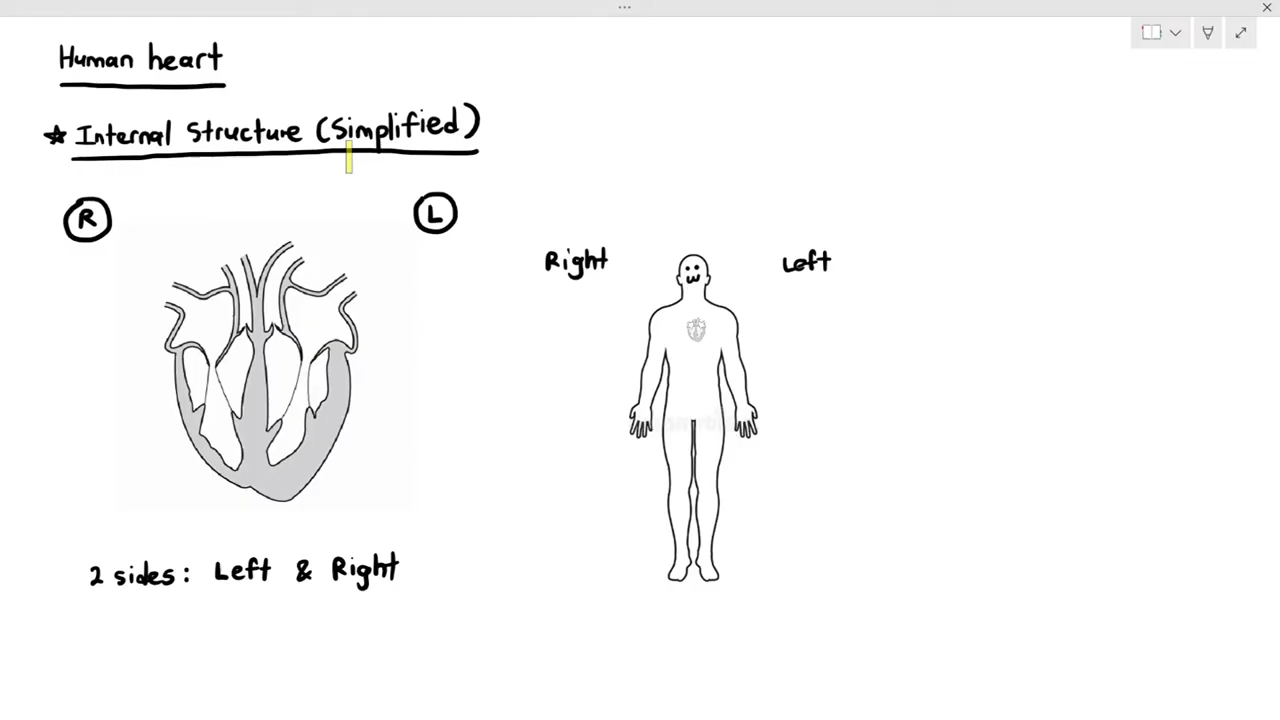 Human heart
* Internal Structure (Simplified)
R
L
Right
Left
2 sides: Left & Right